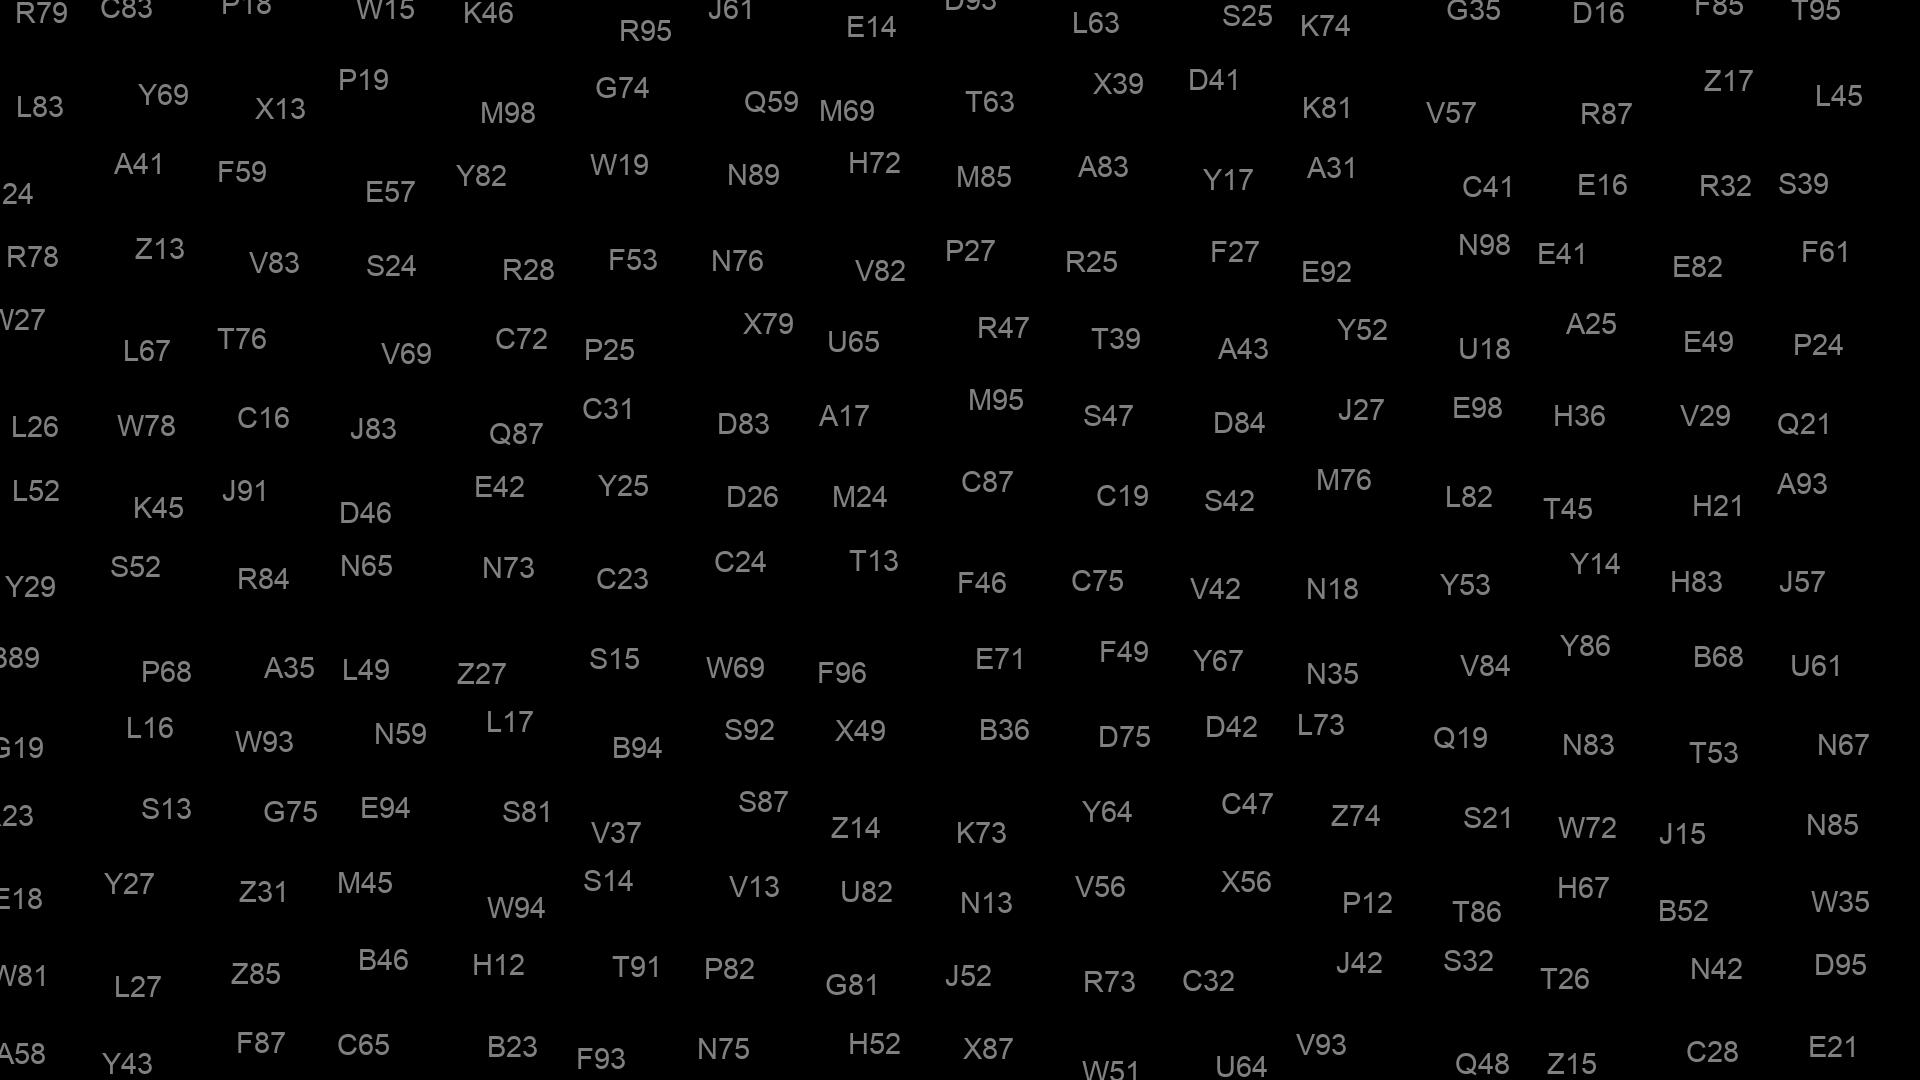 R79 C83 P18 W15 K46 R95 J61 E14 D93 L63 S25 K74 G35 D16 F85 T95
L83 Y69 X13 P19 M98 G74 Q59 M69 T63 X39 D41 K81 V57 R87 Z17 L45
24 A41 F59 E57 Y82 W19 N89 H72 M85 A83 Y17 A31 C41 E16 R32 S39
R78 Z13 V83 S24 R28 F53 N76 V82 P27 R25 F27 E92 N98 E41 E82 F61
W27 L67 T76 V69 C72 P25 X79 U65 R47 T39 A43 Y52 U18 A25 E49 P24
L26 W78 C16 J83 Q87 C31 D83 A17 M95 S47 D84 J27 E98 H36 V29 Q21
L52 K45 J91 D46 E42 Y25 D26 M24 C87 C19 S42 M76 L82 T45 H21 A93
Y29 S52 R84 N65 N73 C23 C24 T13 F46 C75 V42 N18 Y53 Y14 H83 J57
B89 P68 A35 L49 Z27 S15 W69 F96 E71 F49 Y67 N35 V84 Y86 B68 U61
G19 L16 W93 N59 L17 B94 S92 X49 B36 D75 D42 L73 Q19 N83 T53 N67
23 S13 G75 E94 S81 V37 S87 Z14 K73 Y64 C47 Z74 S21 W72 J15 N85
E18 Y27 Z31 M45 W94 S14 V13 U82 N13 V56 X56 P12 T86 H67 B52 W35
W81 L27 Z85 B46 H12 T91 P82 G81 J52 R73 C32 J42 S32 T26 N42 D95
A58 Y43 F87 C65 B23 F93 N75 H52 X87 W51 U64 V93 Q48 Z15 C28 E21